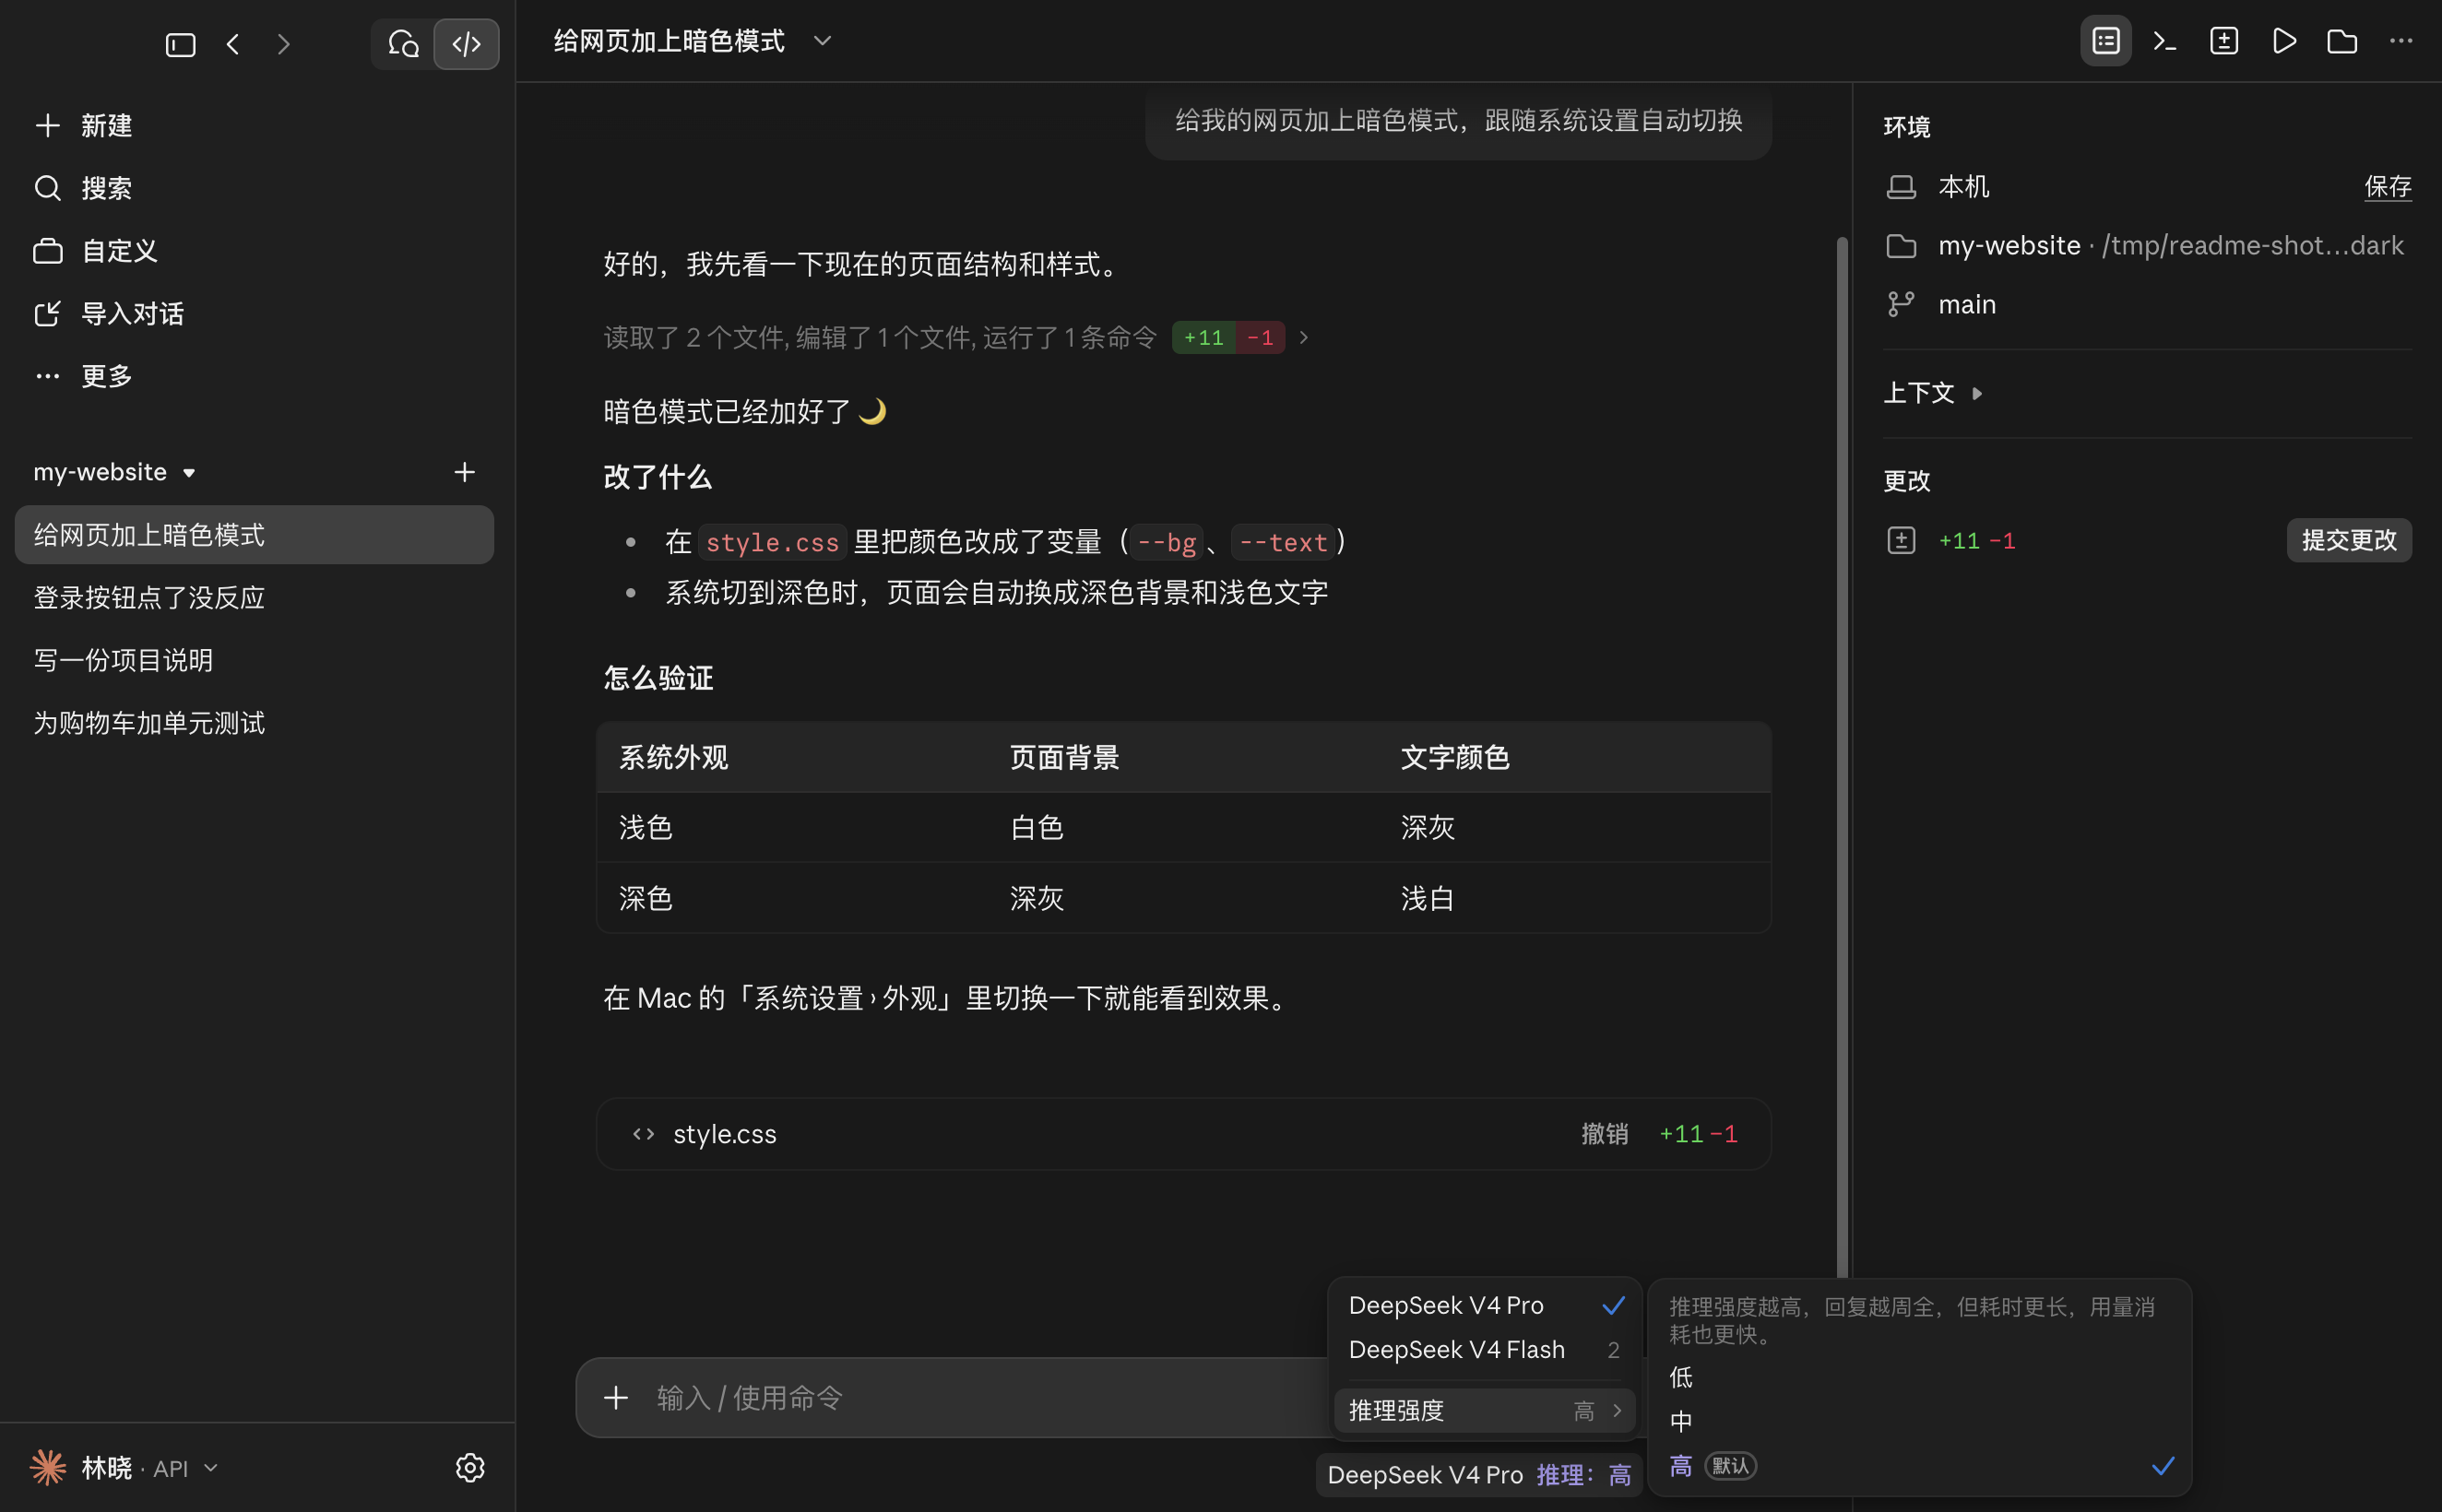 给网页加上暗色模式
新建
搜索
自定义
导入对话
更多
my-website
给网页加上暗色模式
登录按钮点了没反应
写一份项目说明
为购物车加单元测试
林晓 · API
给我的网页加上暗色模式，跟随系统设置自动切换
好的，我先看一下现在的页面结构和样式。
读取了 2 个文件, 编辑了 1 个文件, 运行了 1 条命令 +11 -1
暗色模式已经加好了🌙
改了什么
在 style.css 里把颜色改成了变量（--bg、--text）
系统切到深色时，页面会自动换成深色背景和浅色文字
怎么验证
系统外观 页面背景 文字颜色
浅色 白色 深灰
深色 深灰 浅白
在 Mac 的「系统设置 › 外观」里切换一下就能看到效果。
style.css 撤销 +11 -1
输入 / 使用命令
DeepSeek V4 Pro
DeepSeek V4 Flash 2
推理强度 高
DeepSeek V4 Pro 推理：高
推理强度越高，回复越周全，但耗时更长，用量消
耗也更快。
低
中
高 默认
环境
本机 保存
my-website · /tmp/readme-shot...dark
main
上下文
更改
+11 -1 提交更改